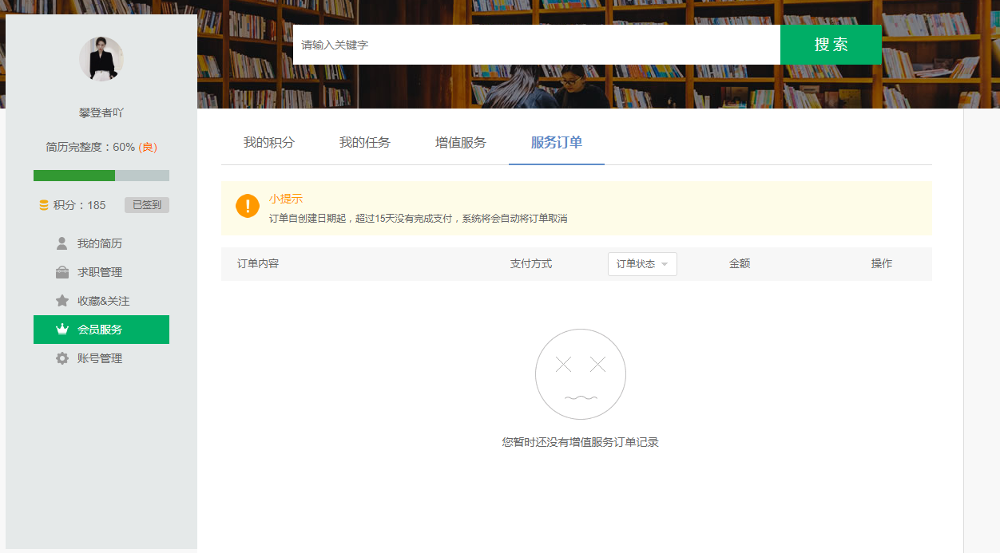 请输入关键字
搜 索
攀登者吖
简历完整度：60% (良)
积分：185
已签到
我的简历
求职管理
收藏&关注
会员服务
账号管理
我的积分
我的任务
增值服务
服务订单
小提示
订单自创建日期起，超过15天没有完成支付，系统将会自动将订单取消
订单内容
支付方式
订单状态
金额
操作
您暂时还没有增值服务订单记录